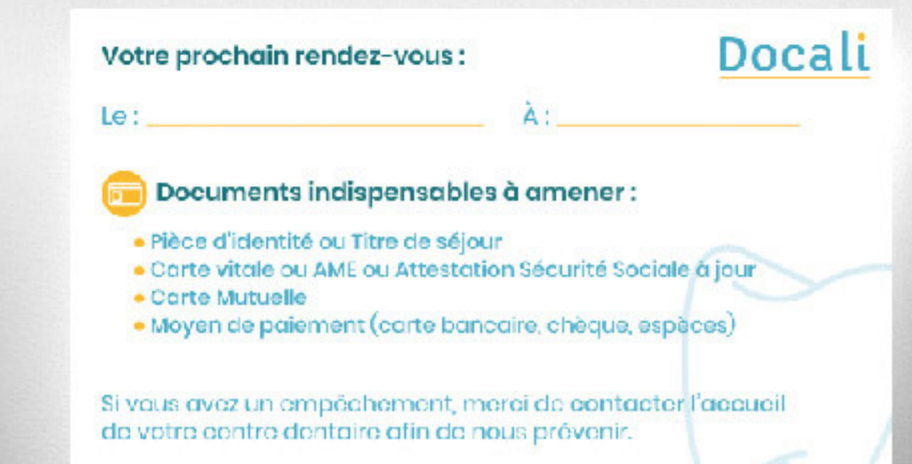 Votre prochain rendez-vous :
Docali
Le : À :
Documents indispensables à amener :
• Pièce d'identité ou Titre de séjour
• Carte vitale ou AME ou Attestation Sécurité Sociale à jour
• Carte Mutuelle
• Moyen de paiement (carte bancaire, chèque, espèces)
Si vous avez un empêchement, merci de contacter l'accueil
de votre centre dentaire afin de nous prévenir.